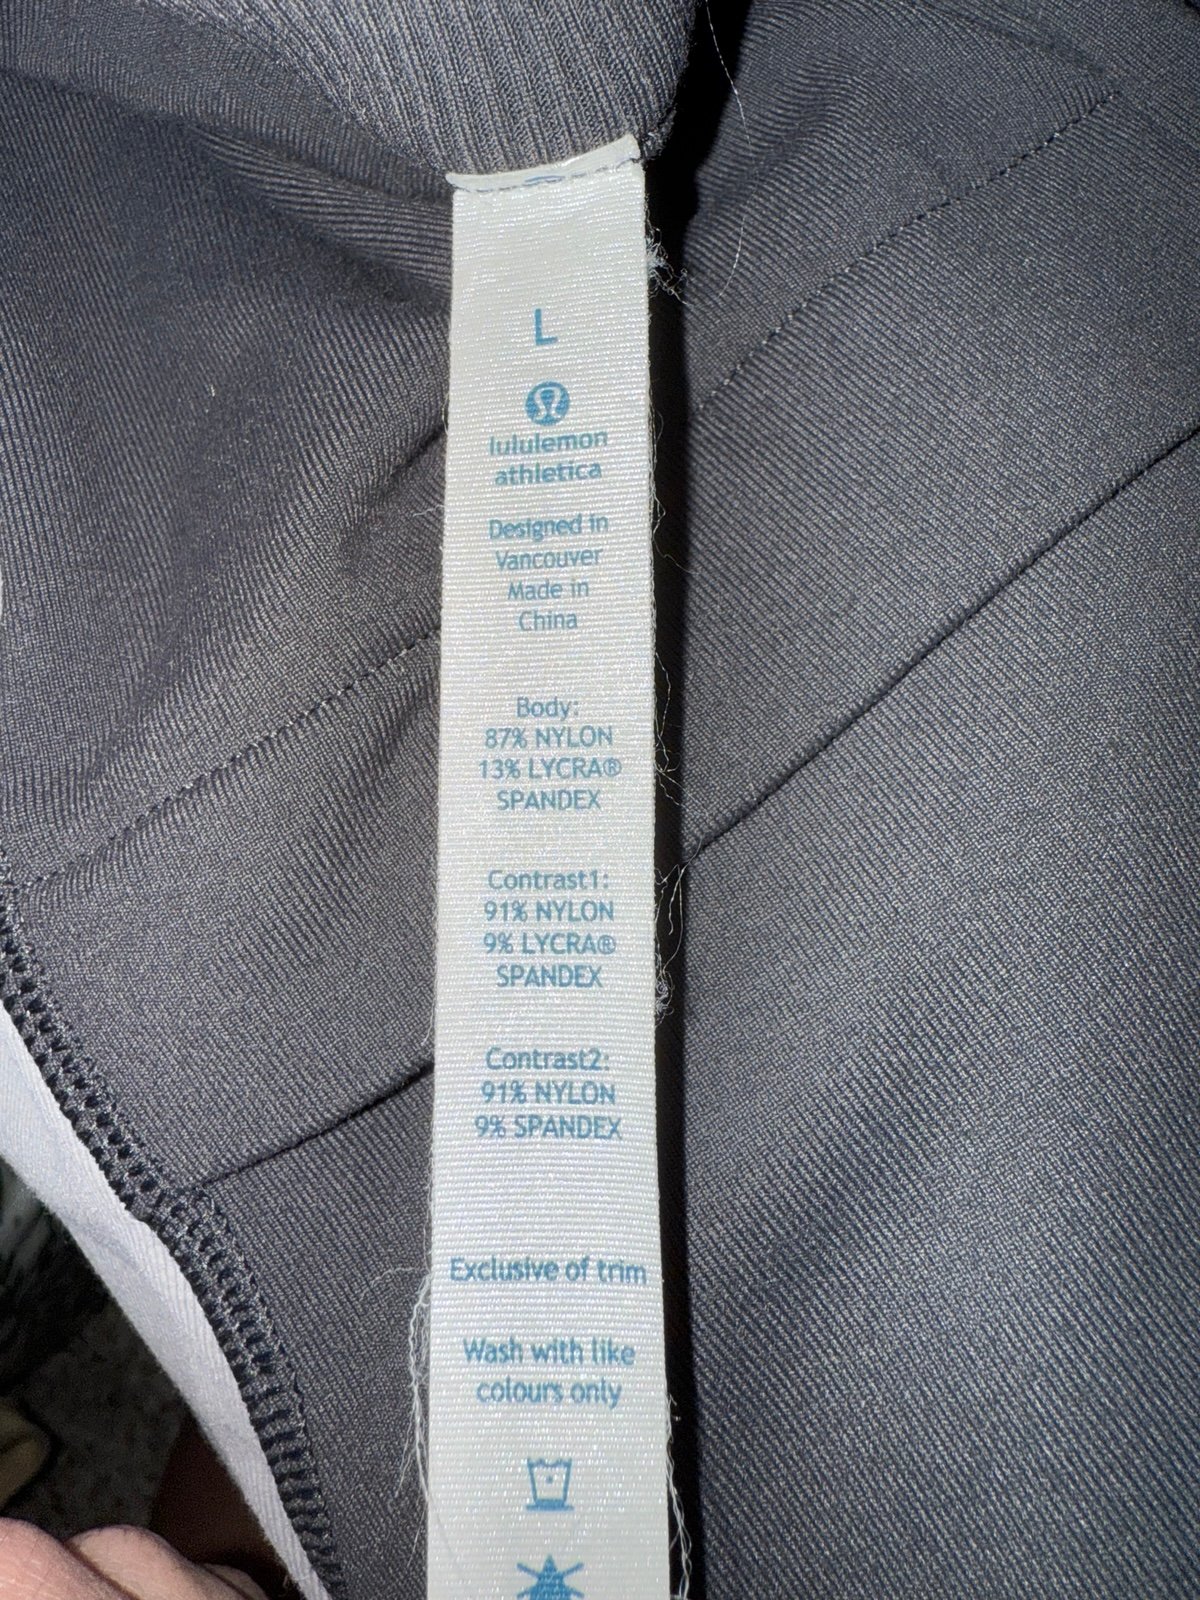 L
lululemon
athletica
Designed in
Vancouver
Made in
China
Body:
87% NYLON
13% LYCRA®
SPANDEX
Contrast1:
91% NYLON
9% LYCRA®
SPANDEX
Contrast2:
91% NYLON
9% SPANDEX
Exclusive of trim
Wash with like
colours only